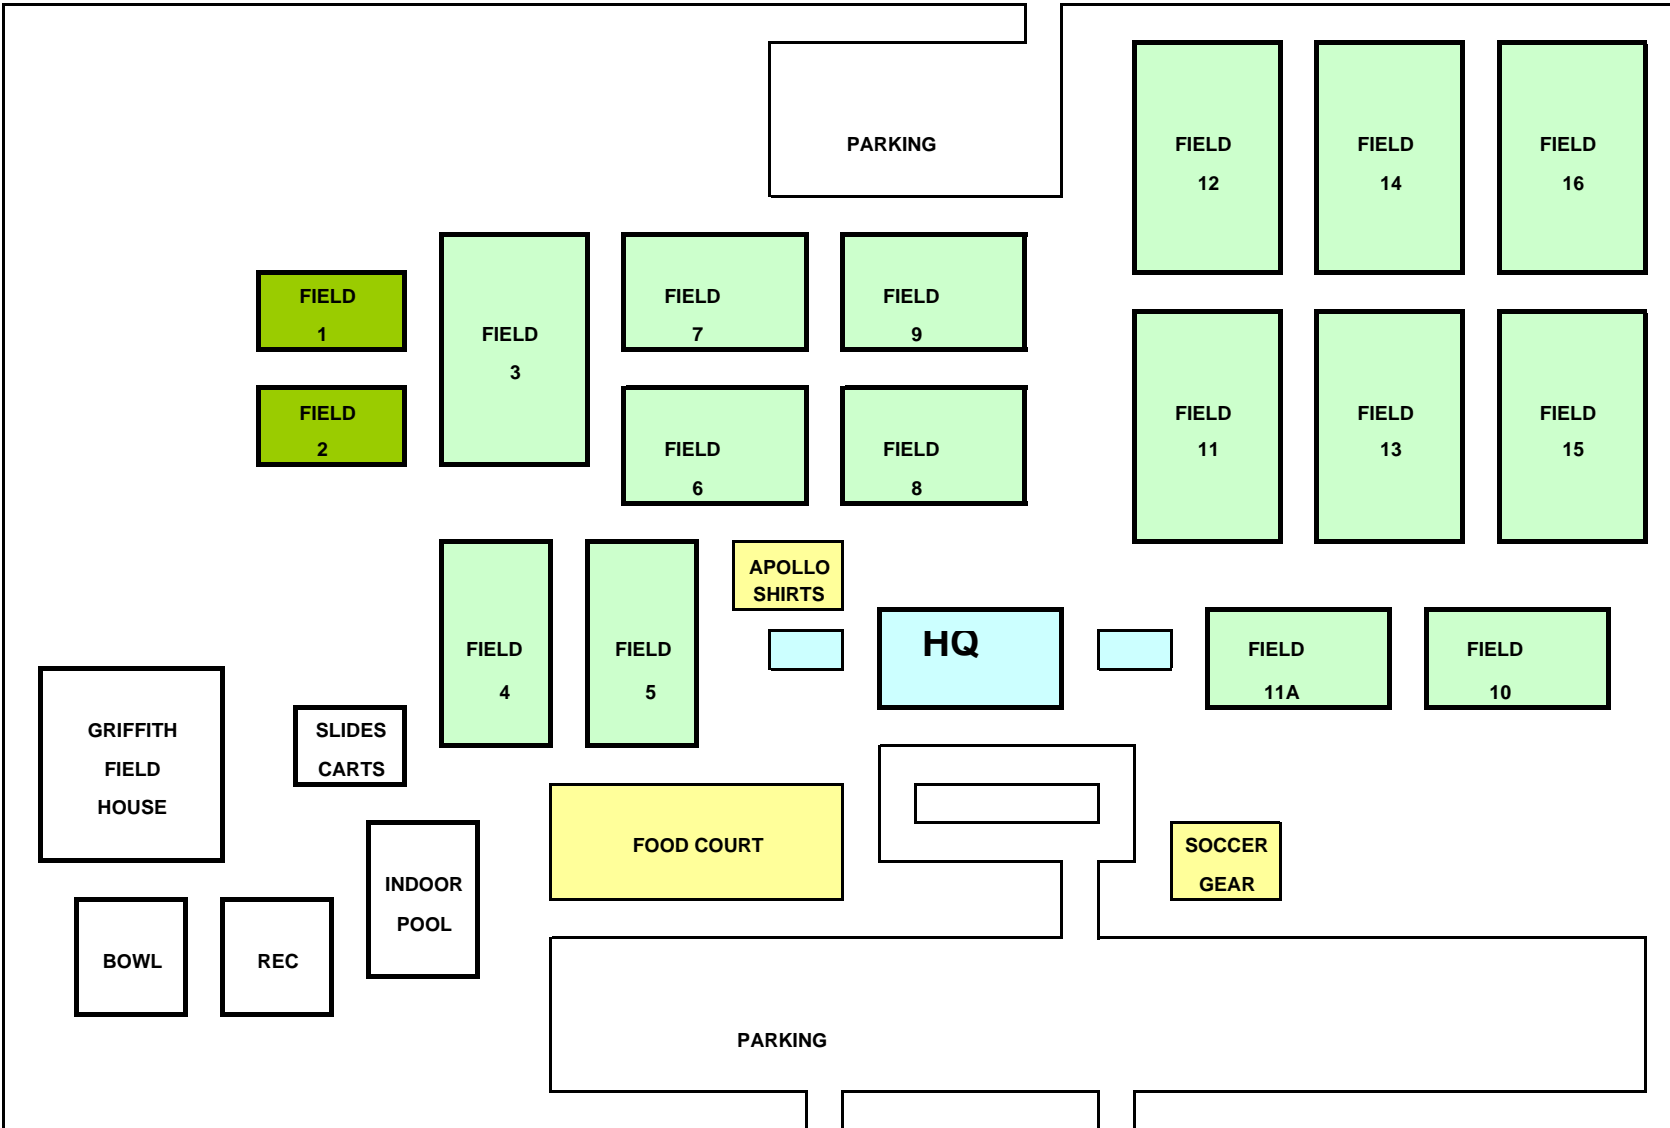 PARKING
FIELD
12
FIELD
14
FIELD
16
FIELD
1
FIELD
2
FIELD
3
FIELD
7
FIELD
9
FIELD
6
FIELD
8
FIELD
11
FIELD
13
FIELD
15
APOLLO
SHIRTS
HQ
FIELD
4
FIELD
5
FIELD
11A
FIELD
10
GRIFFITH
FIELD
HOUSE
SLIDES
CARTS
FOOD COURT
SOCCER
GEAR
INDOOR
POOL
BOWL
REC
PARKING